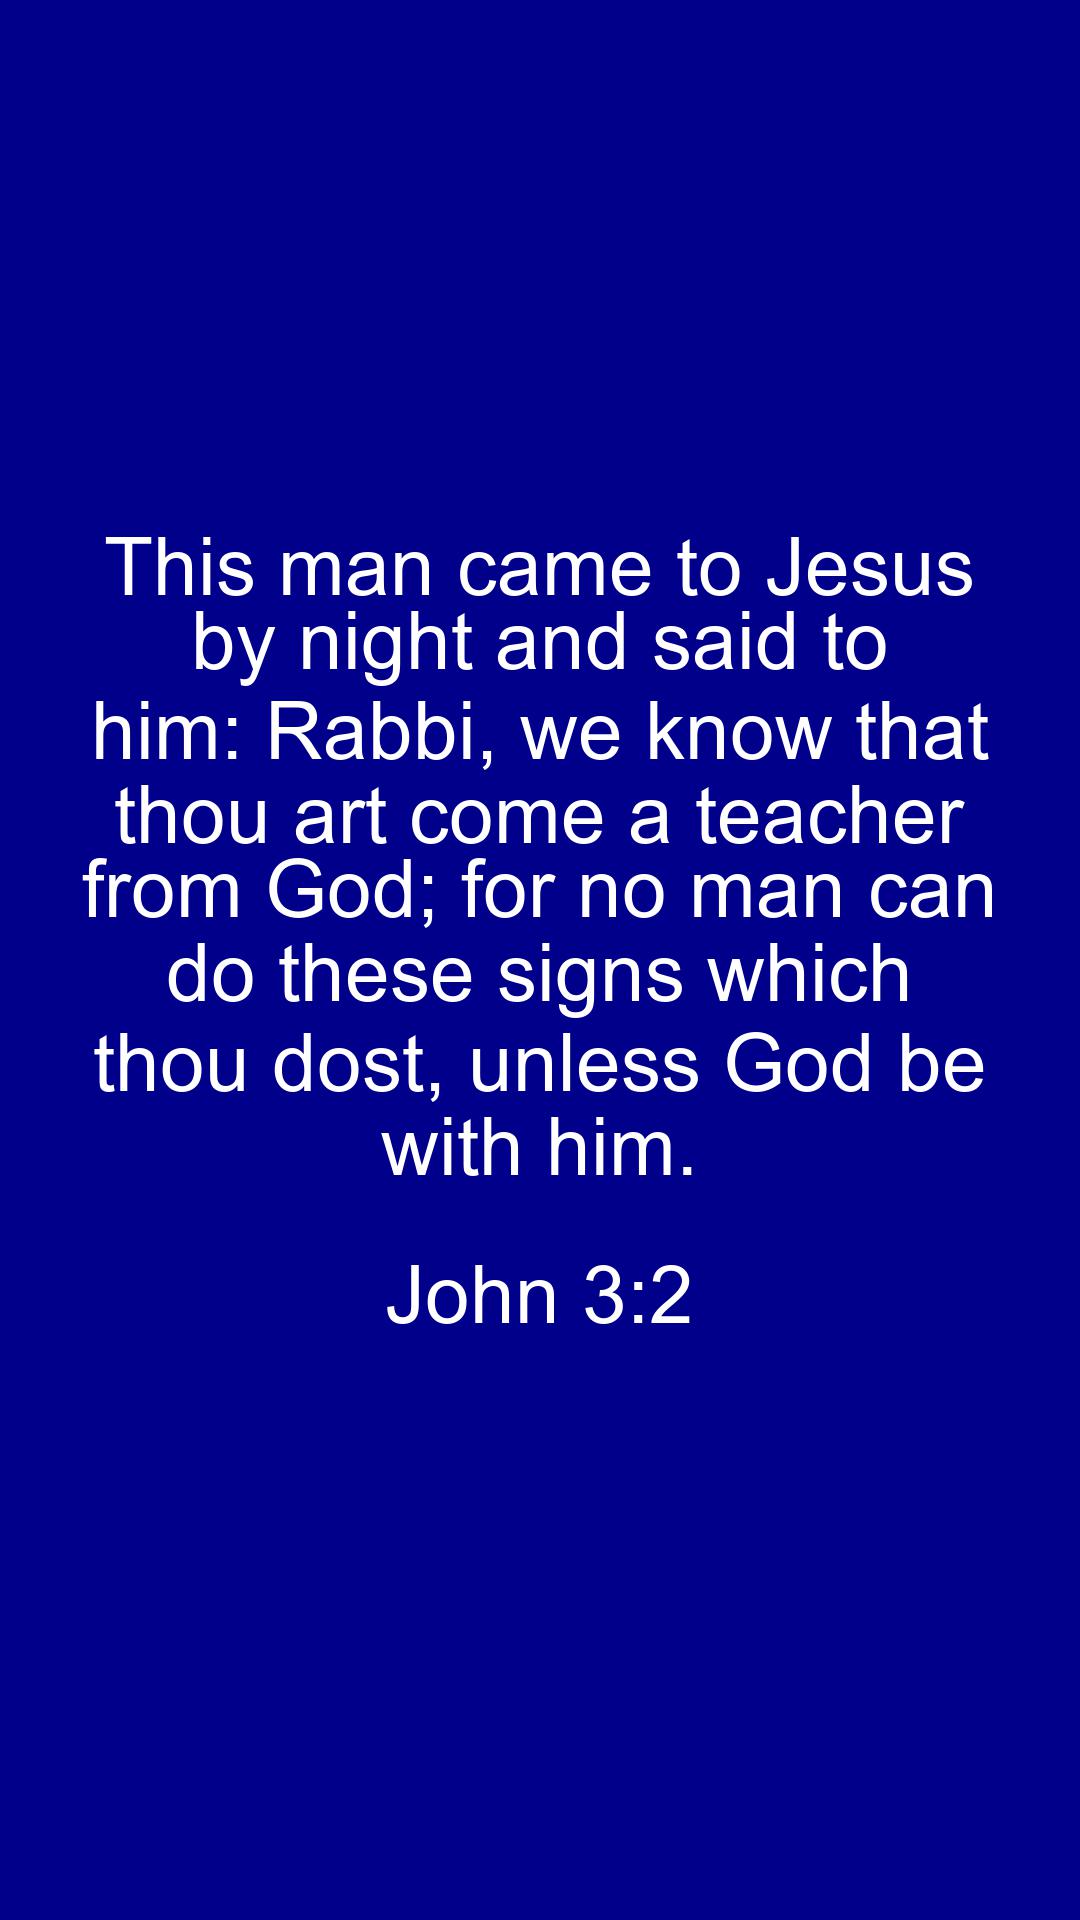 This man came to Jesus
by night and said to
him: Rabbi, we know that
thou art come a teacher
from God; for no man can
do these signs which
thou dost, unless God be
with him.
John 3:2